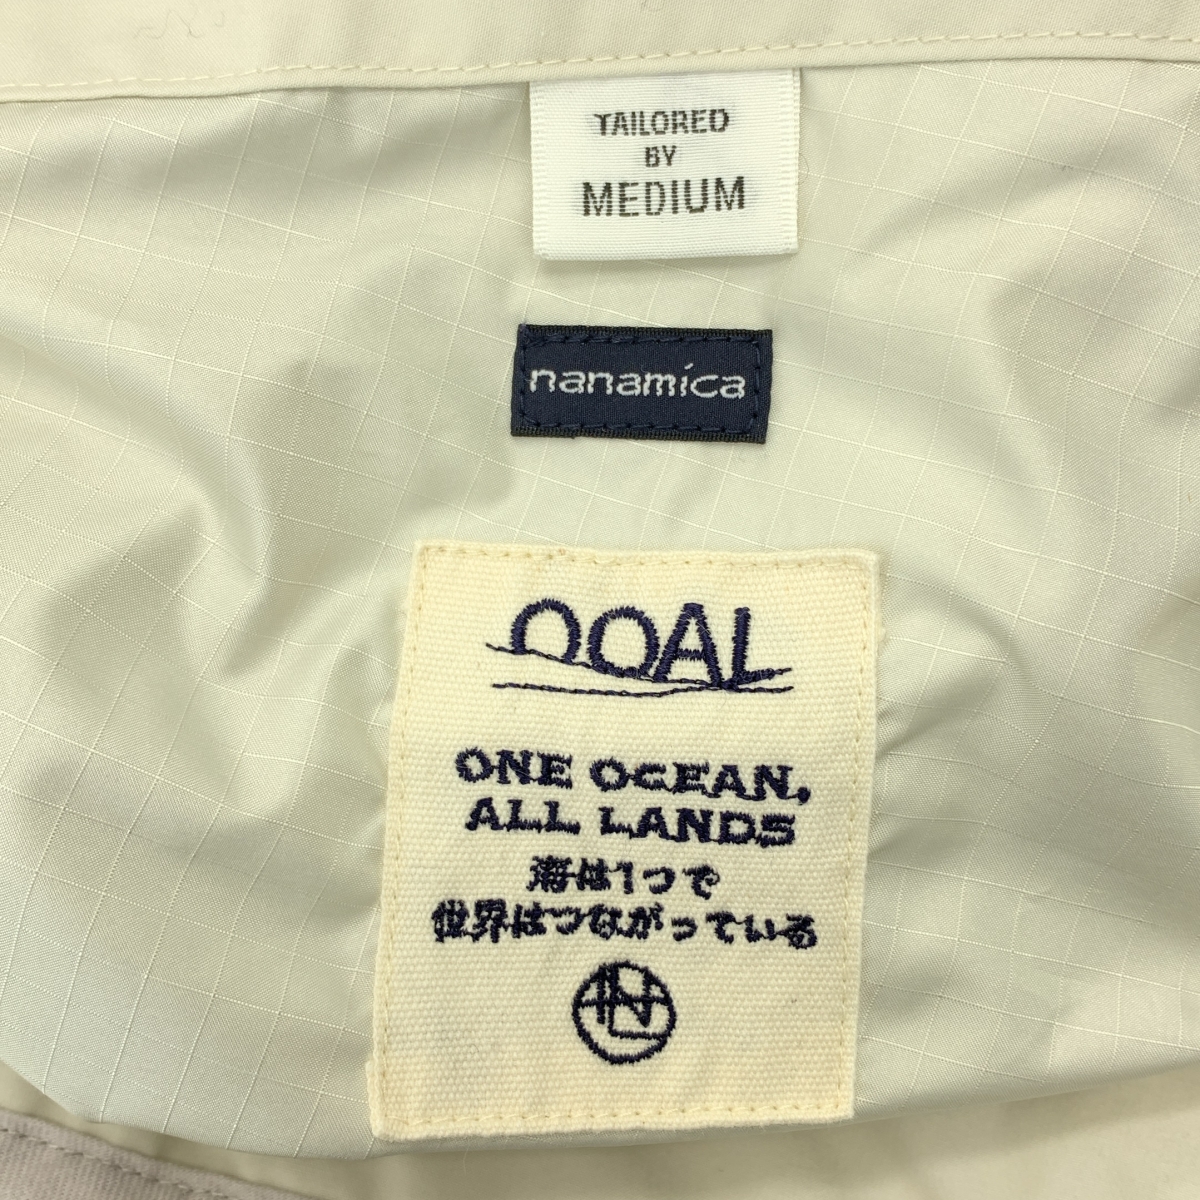 TAILORED
BY
MEDIUM
nanamica
OOAL
ONE OCEAN,
ALL LANDS
海は1つで
世界はつながっている